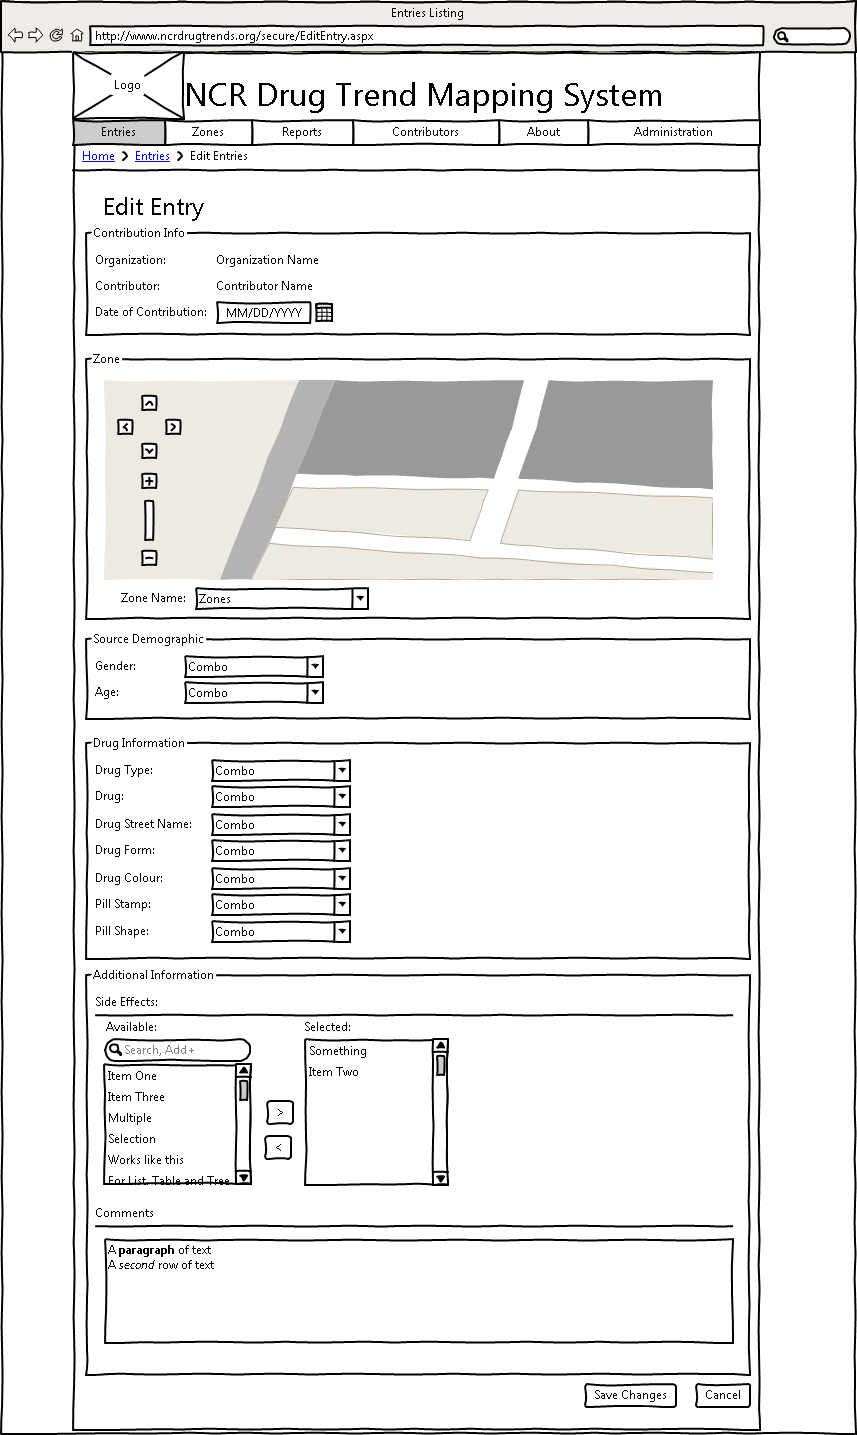 Entries Listing
http://www.ncrdrugtrends.org/secure/EditEntry.aspx
Logo
NCR Drug Trend Mapping System
Entries Zones Reports Contributors About Administration
Home > Entries > Edit Entries
Edit Entry
Contribution Info
Organization: Organization Name
Contributor: Contributor Name
Date of Contribution: MM/DD/YYYY
Zone
Zone Name: Zones
Source Demographic
Gender: Combo
Age: Combo
Drug Information
Drug Type: Combo
Drug: Combo
Drug Street Name: Combo
Drug Form: Combo
Drug Colour: Combo
Pill Stamp: Combo
Pill Shape: Combo
Additional Information
Side Effects:
Available: Selected:
Search, Add+
Something
Item One
Item Two
Item Three
Multiple
>
Selection
<
Works like this
For List, Table and Tree
Comments
A paragraph of text
A second row of text
Save Changes Cancel